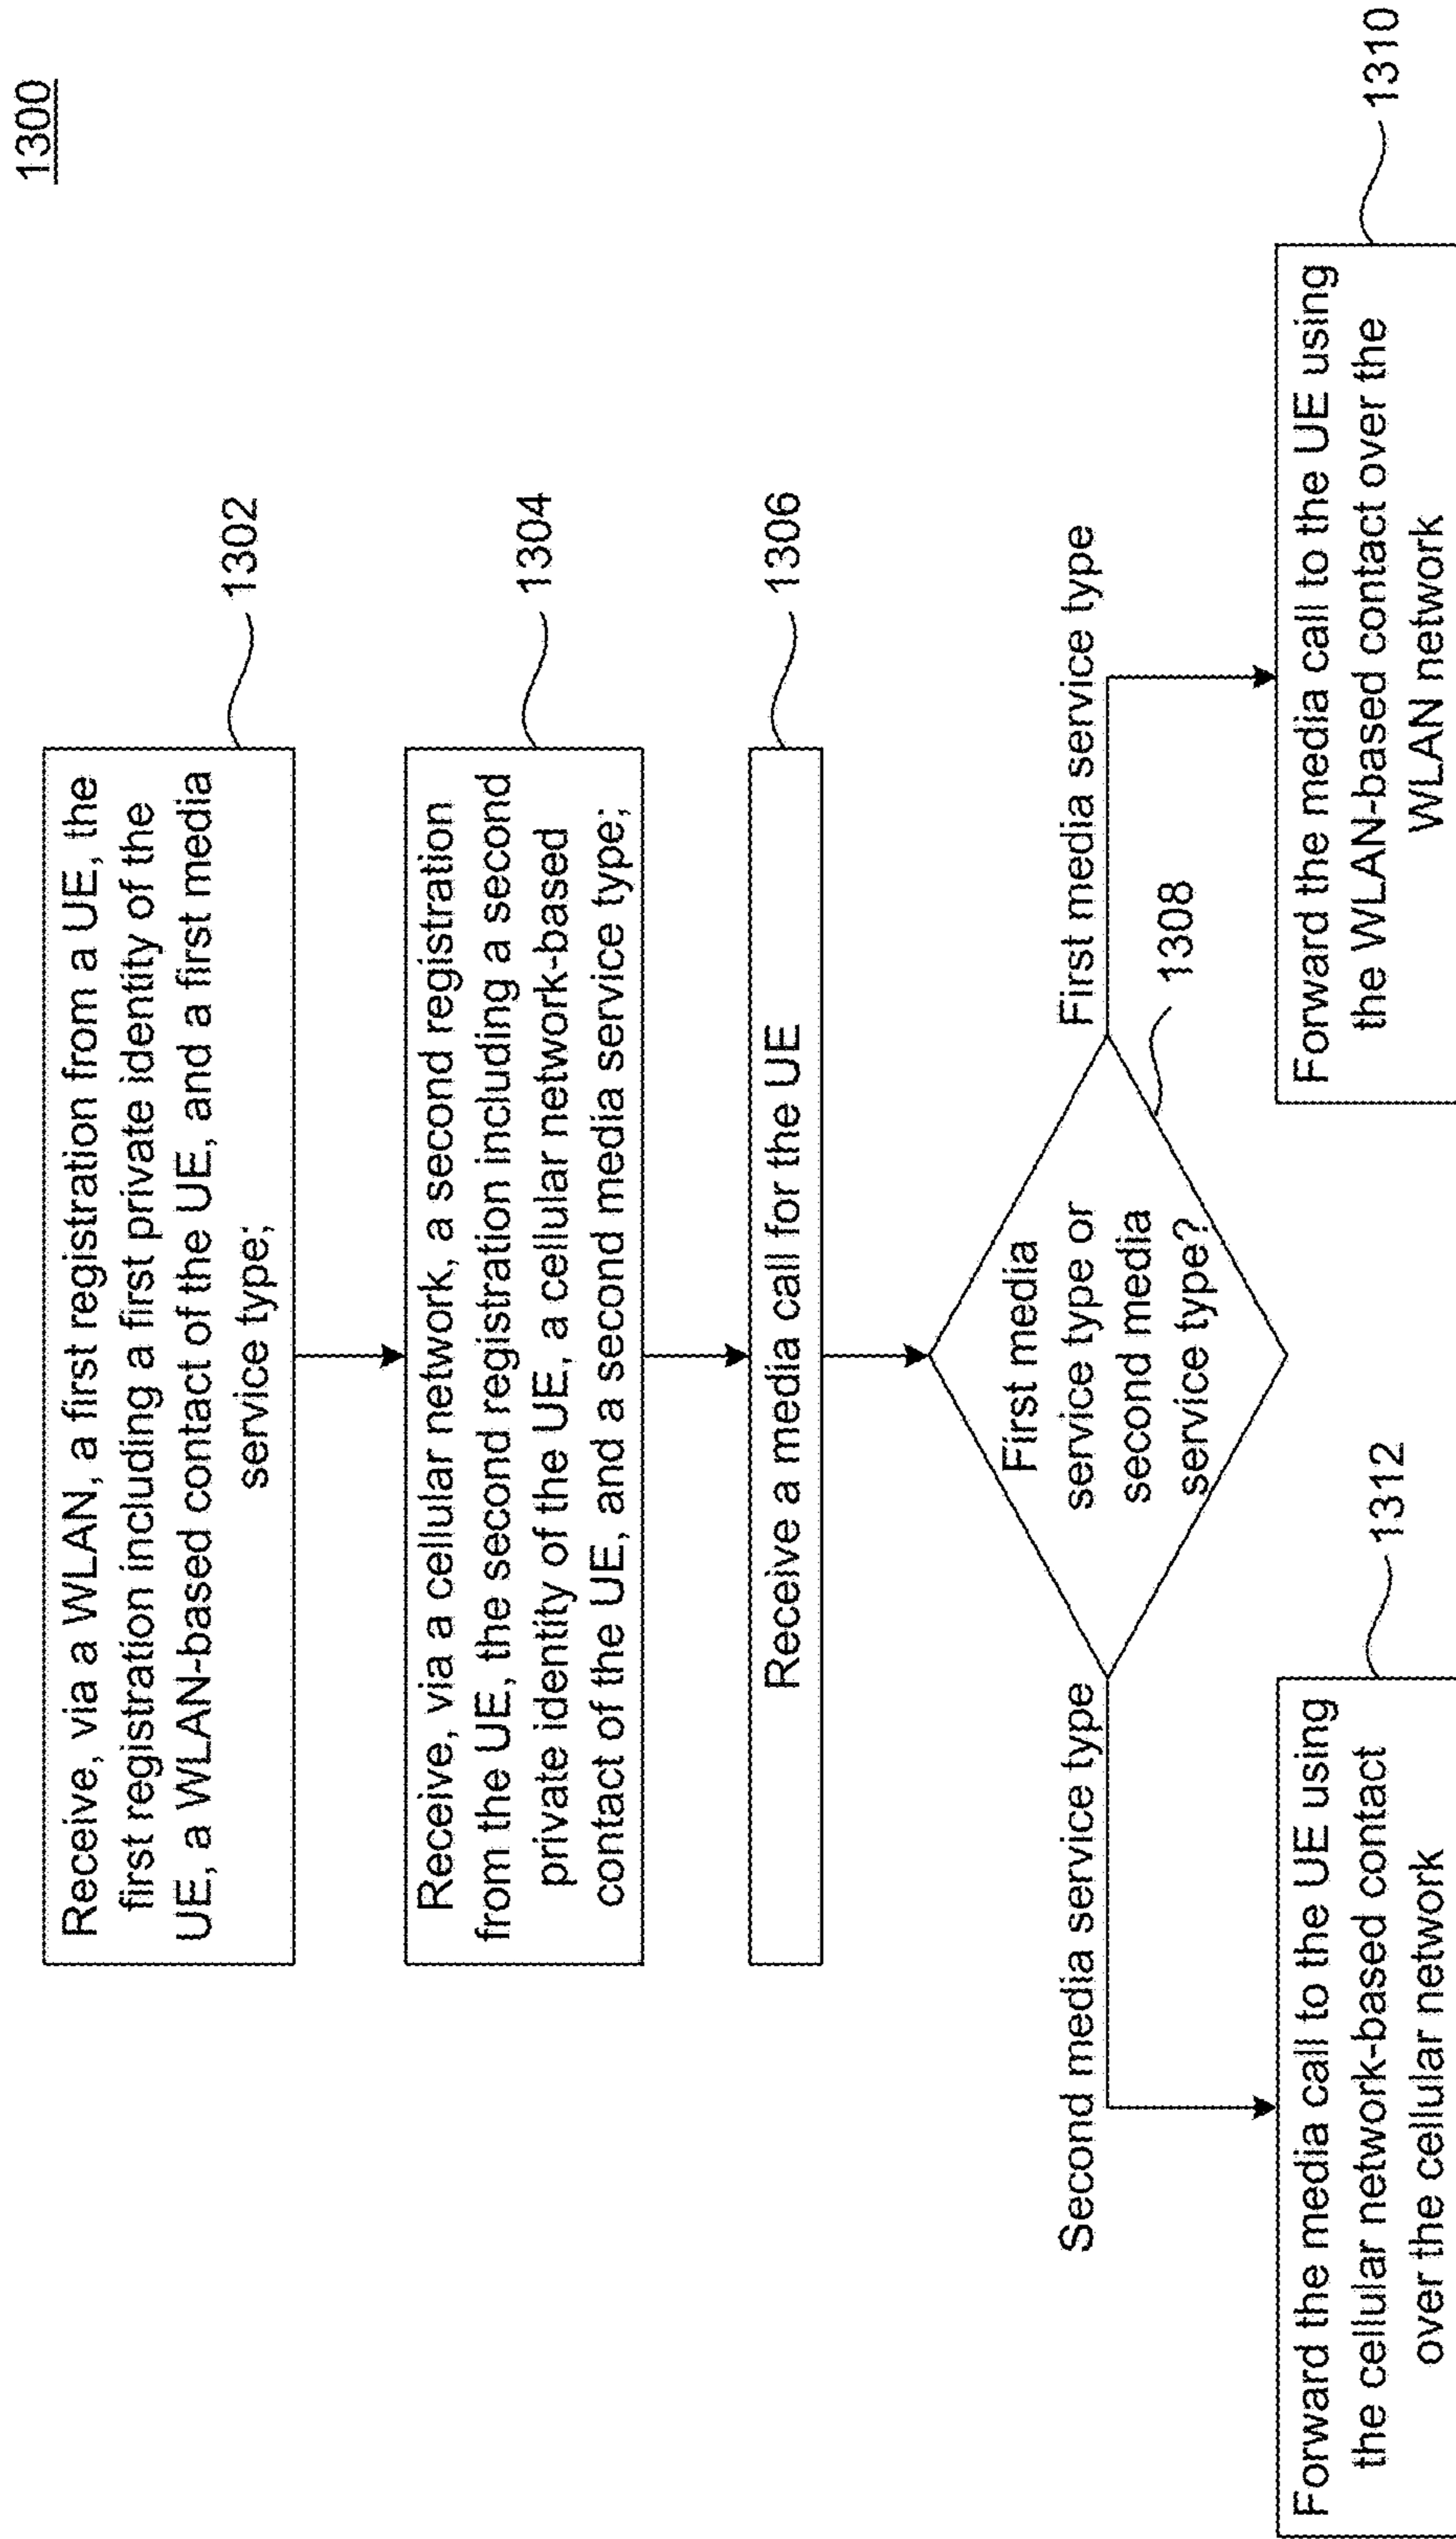 1300
Receive, via a WLAN, a first registration from a UE, the
first registration including a first private identity of the
UE, a WLAN-based contact of the UE, and a first media
service type;
1302
Receive, via a cellular network, a second registration
from the UE, the second registration including a second
private identity of the UE, a cellular network-based
contact of the UE, and a second media service type;
1304
Receive a media call for the UE
1306
First media
service type or
second media
service type?
1308
Second media service type
First media service type
Forward the media call to the UE using
the cellular network-based contact
over the cellular network
1312
Forward the media call to the UE using
the WLAN-based contact over the
WLAN network
1310